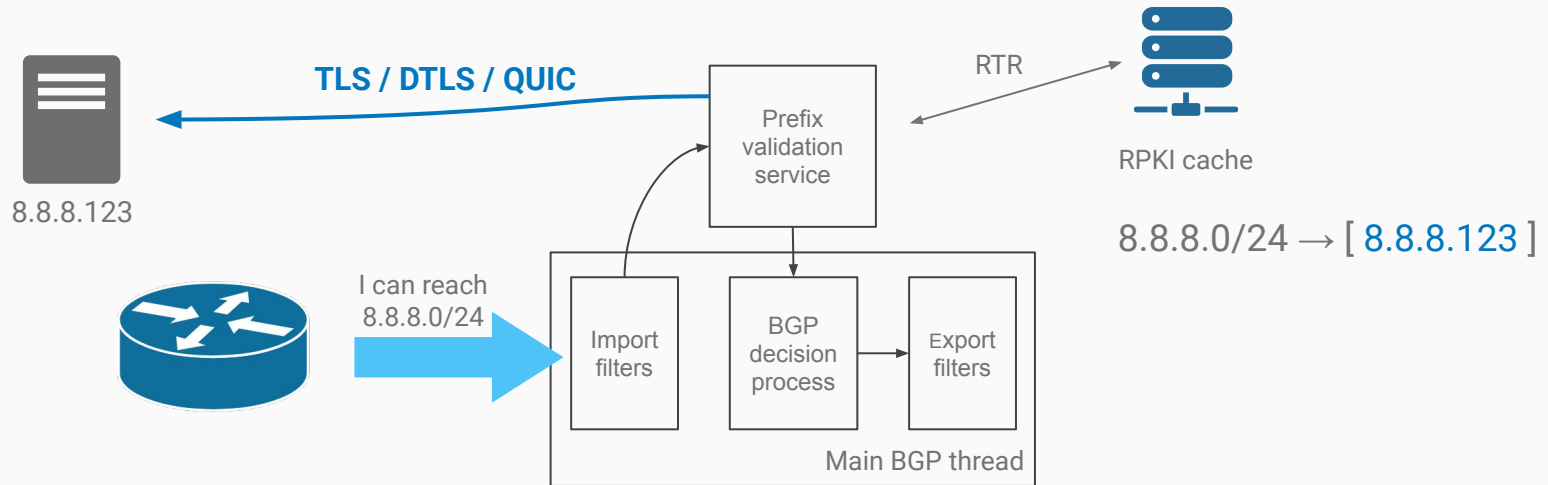 TLS / DTLS / QUIC
RTR
Prefix
validation
service
RPKI cache
8.8.8.123
8.8.8.0/24 → [ 8.8.8.123 ]
I can reach
8.8.8.0/24
Import
filters
BGP
decision
process
Export
filters
Main BGP thread